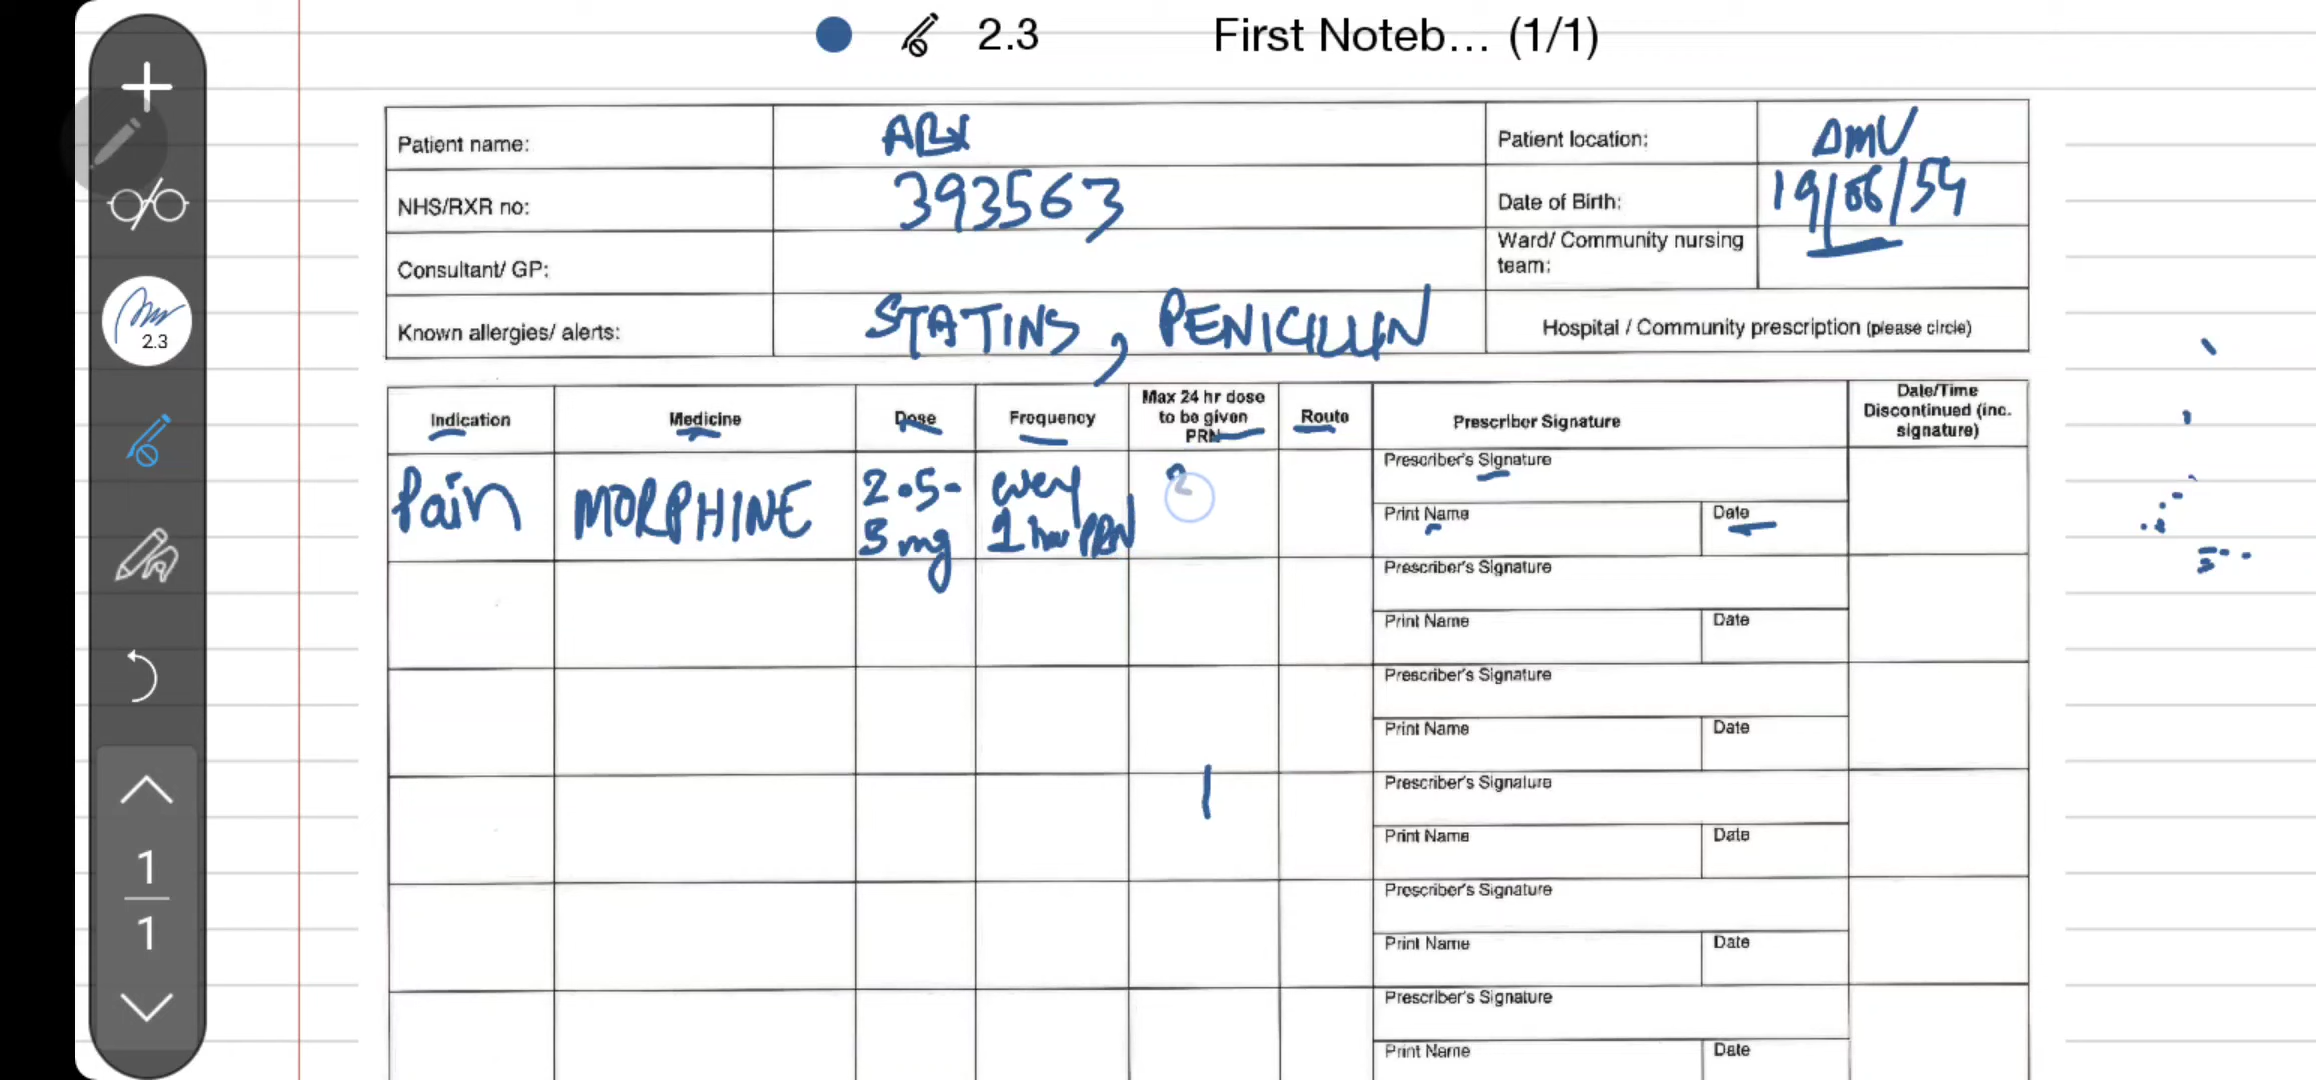 2.3 First Noteb... (1/1)
Patient name: ABX Patient location: AMU
NHS/RXR no: 393563 Date of Birth: 19/06/54
Consultant/ GP: Ward/ Community nursing team:
Known allergies/ alerts: STATINS, PENICILLIN Hospital / Community prescription (please circle)
2.3
Indication Medicine Dose Frequency Max 24 hr dose to be given PRN Route Prescriber Signature Date/Time Discontinued (inc. signature)
Pain MORPHINE 2.5-5mg every 1 hr PRN 2 Prescriber's Signature
Print Name Date
Prescriber's Signature
Print Name Date
Prescriber's Signature
Print Name Date
Prescriber's Signature
Print Name Date
Prescriber's Signature
Print Name Date
Prescriber's Signature
Print Name Date
1
1